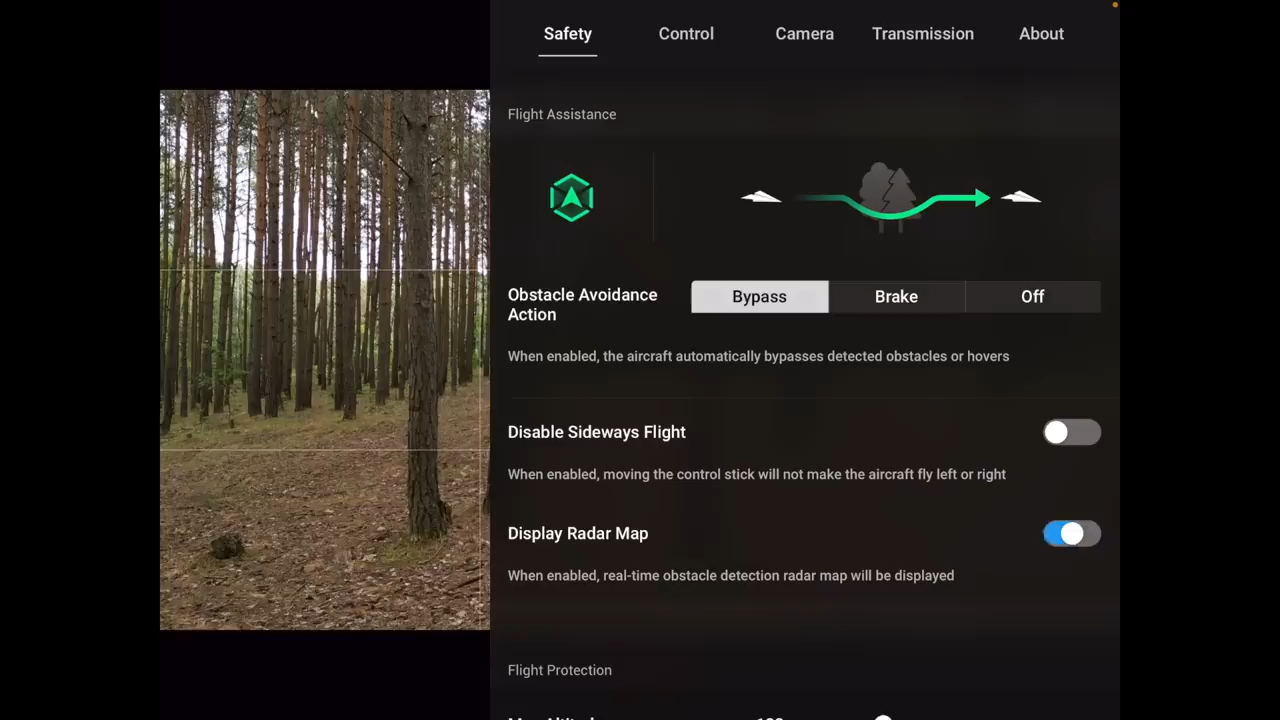 Safety Control Camera Transmission About
Flight Assistance
Obstacle Avoidance
Action
Bypass Brake Off
When enabled, the aircraft automatically bypasses detected obstacles or hovers
Disable Sideways Flight
When enabled, moving the control stick will not make the aircraft fly left or right
Display Radar Map
When enabled, real-time obstacle detection radar map will be displayed
Flight Protection